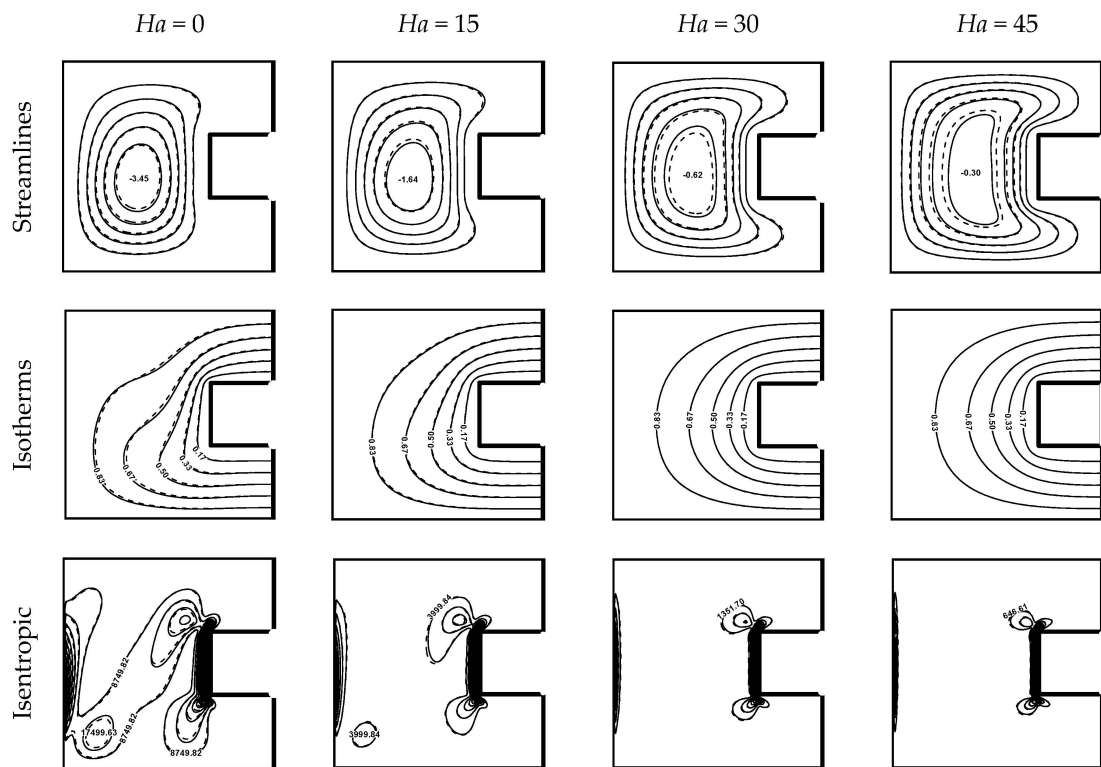 Ha = 0 Ha = 15 Ha = 30 Ha = 45
Streamlines
-3.45 -1.64 -0.62 -0.30
Isotherms
0.83 0.67 0.50 0.33 0.17
0.83 0.67 0.50 0.33 0.17
0.83 0.67 0.50 0.33 0.17
0.83 0.67 0.50 0.33 0.17
Isentropic
8749.82
8749.82
17499.63
8749.82
3999.84
3999.84
1351.70
646.61